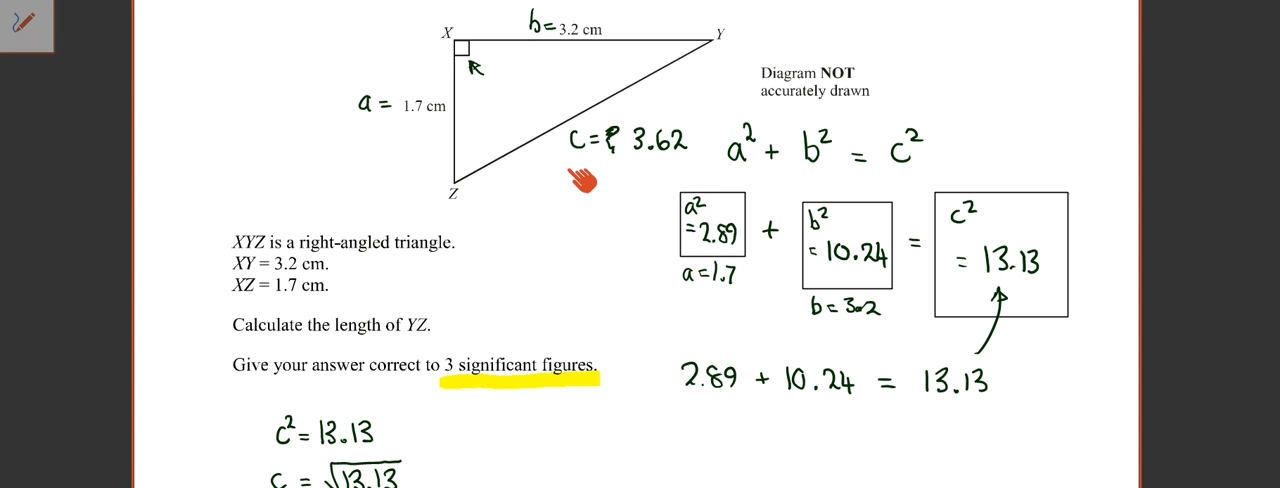 b = 3.2 cm
X
Y
a = 1.7 cm
Diagram NOT
accurately drawn
c = ? 3.62
a² + b² = c²
Z
a²
= 2.89
+
b²
= 10.24
=
c²
= 13.13
a = 1.7
b = 3.2
XYZ is a right-angled triangle.
XY = 3.2 cm.
XZ = 1.7 cm.
Calculate the length of YZ.
Give your answer correct to 3 significant figures.
2.89 + 10.24 = 13.13
c² = 13.13
c = √13.13